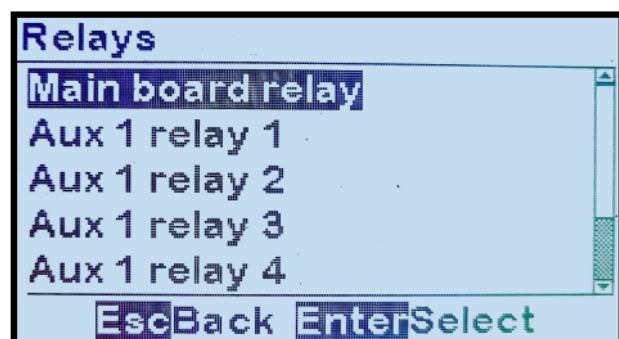 Relays
Main board relay
Aux 1 relay 1
Aux 1 relay 2
Aux 1 relay 3
Aux 1 relay 4
EscBack EnterSelect